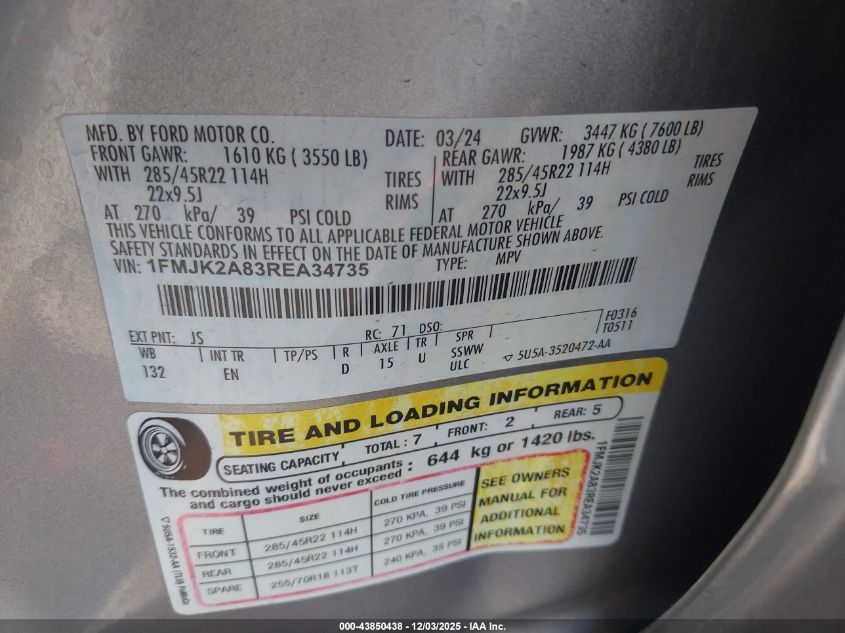 MFD. BY FORD MOTOR CO. DATE: 03/24 GVWR: 3447 KG ( 7600 LB)
FRONT GAWR: 1610 KG ( 3550 LB) REAR GAWR: 1987 KG ( 4380 LB)
WITH 285/45R22 114H TIRES WITH 285/45R22 114H TIRES
22x9.5J RIMS 22x9.5J RIMS
AT 270 kPa/ 39 PSI COLD AT 270 kPa/ 39 PSI COLD
THIS VEHICLE CONFORMS TO ALL APPLICABLE FEDERAL MOTOR VEHICLE
SAFETY STANDARDS IN EFFECT ON THE DATE OF MANUFACTURE SHOWN ABOVE.
VIN: 1FMJK2A83REA34735 TYPE: MPV
EXT PNT: JS RC: 71 DSO: F0316
T0511
WB INT TR TP/PS R AXLE TR SPR
132 EN D 15 U SSWW
ULC 5U5A-3520472-AA
TIRE AND LOADING INFORMATION
SEATING CAPACITY TOTAL : 7 FRONT: 2 REAR: 5
The combined weight of occupants and cargo should never exceed : 644 kg or 1420 lbs.
TIRE SIZE COLD TIRE PRESSURE
FRONT 285/45R22 114H 270 KPA, 39 PSI
REAR 285/45R22 114H 270 KPA, 39 PSI
SPARE 255/70R18 113T 240 KPA, 35 PSI
SEE OWNERS
MANUAL FOR
ADDITIONAL
INFORMATION
1FMJK2A83REA34735
5U5A-1532-AA (TLU) FoMoCo
000-43850438 - 12/03/2025 - IAA Inc.